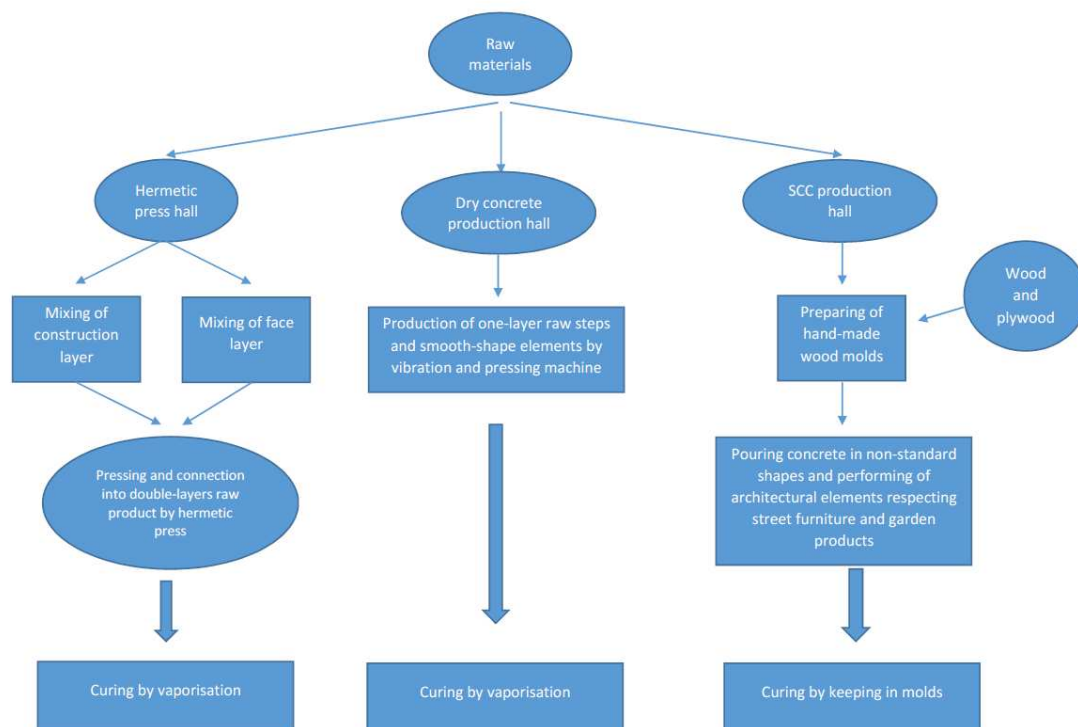 Raw
materials
Hermetic
press hall
Dry concrete
production hall
SCC production
hall
Wood
and
plywood
Mixing of
construction
layer
Mixing of face
layer
Production of one-layer raw steps
and smooth-shape elements by
vibration and pressing machine
Preparing of
hand-made
wood molds
Pressing and connection
into double-layers raw
product by hermetic
press
Pouring concrete in non-standard
shapes and performing of
architectural elements respecting
street furniture and garden
products
Curing by vaporisation
Curing by vaporisation
Curing by keeping in molds